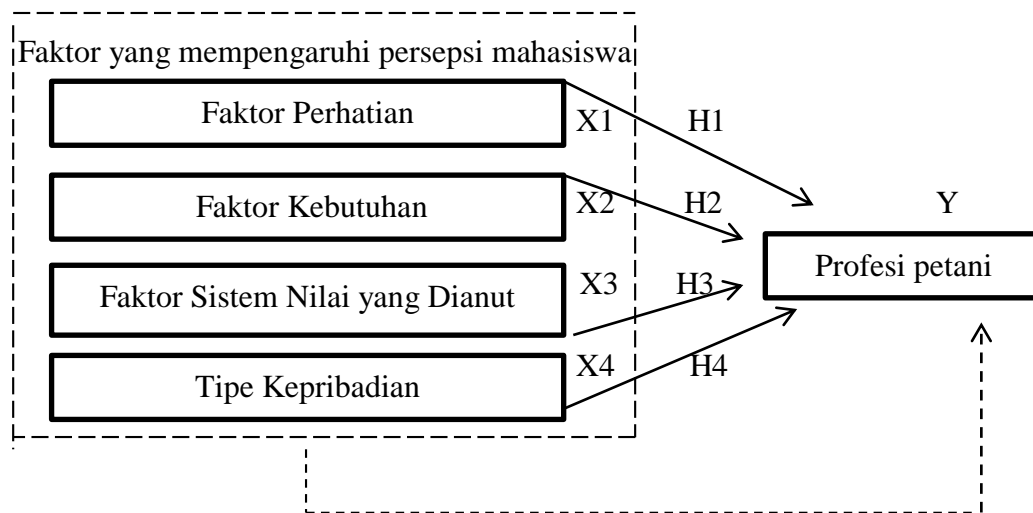 Faktor yang mempengaruhi persepsi mahasiswa
Faktor Perhatian
X1
H1
Faktor Kebutuhan
X2
H2
Y
Profesi petani
Faktor Sistem Nilai yang Dianut
X3
H3
Tipe Kepribadian
X4
H4